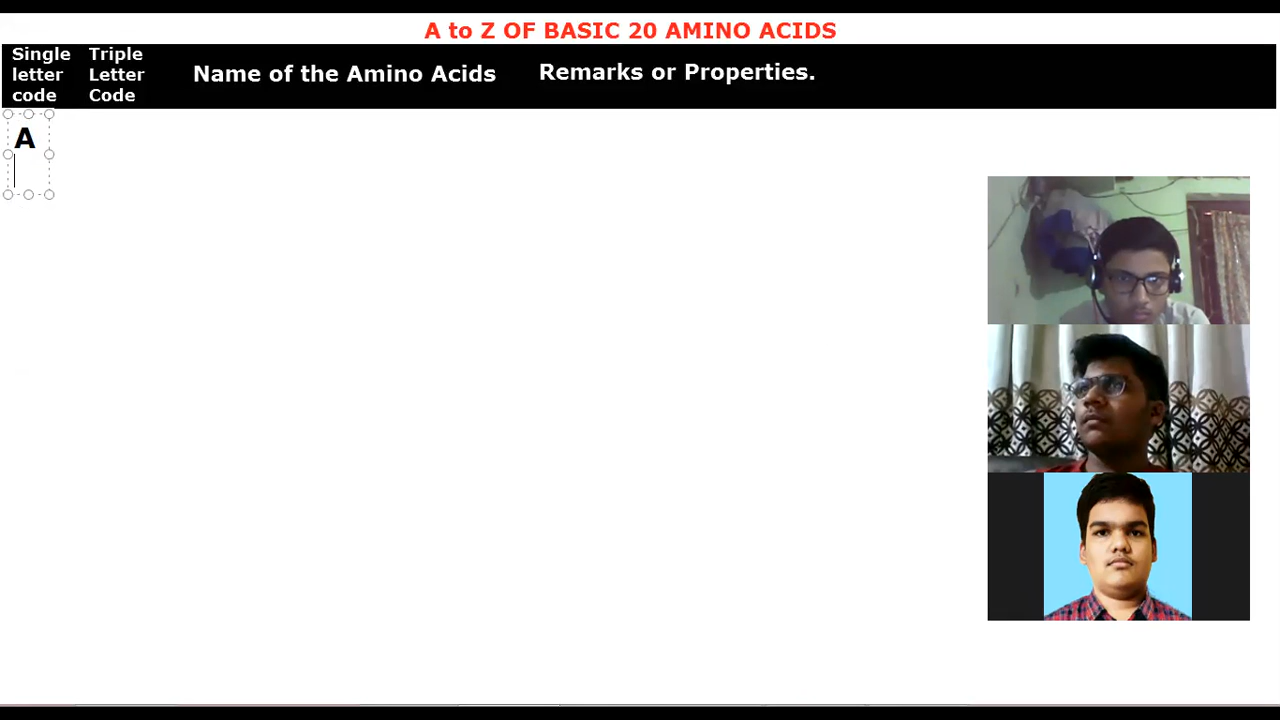 A to Z OF BASIC 20 AMINO ACIDS
Single letter code
Triple Letter Code
Name of the Amino Acids
Remarks or Properties.
A